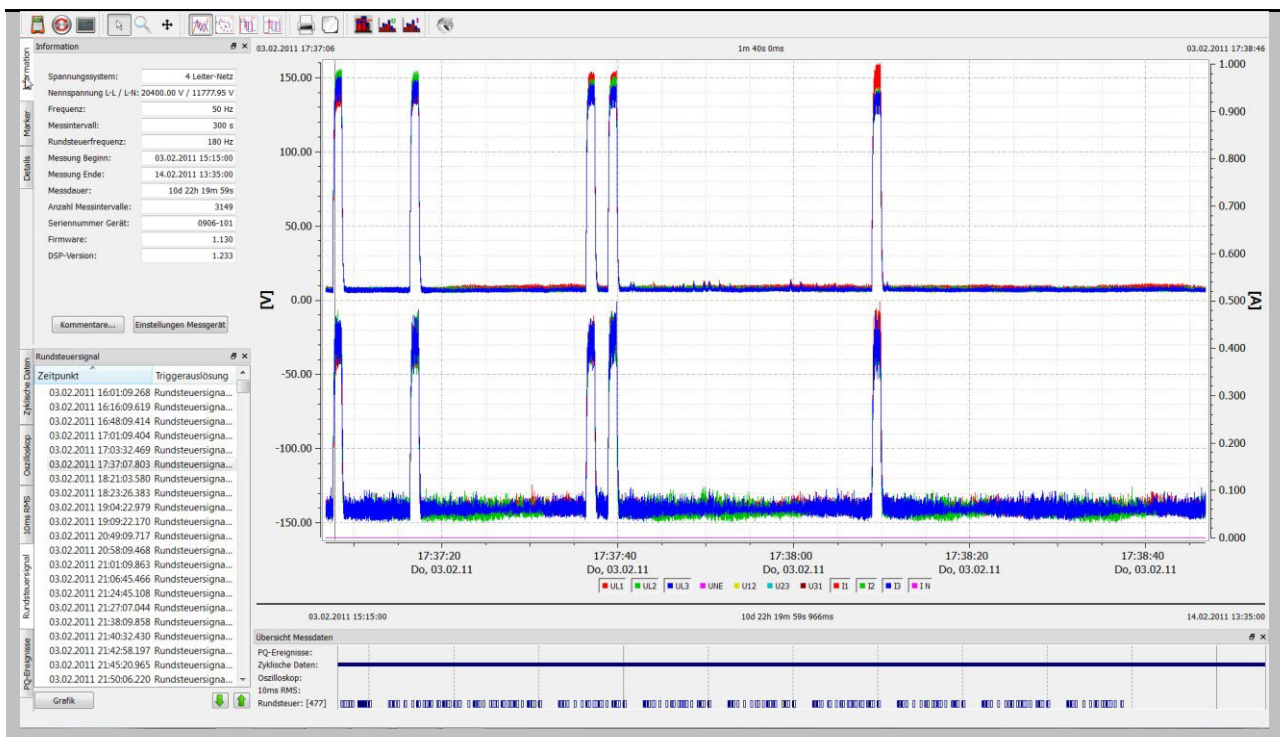 Information
03.02.2011 17:37:06 1m 40s 0ms 03.02.2011 17:38:46
Information
Marker
Details
Spannungssystem: 4 Leiter-Netz
Nennspannung L-L / L-N: 20400.00 V / 11777.95 V
Frequenz: 50 Hz
Messintervall: 300 s
Rundsteuerfrequenz: 180 Hz
Messung Beginn: 03.02.2011 15:15:00
Messung Ende: 14.02.2011 13:35:00
Messdauer: 10d 22h 19m 59s
Anzahl Messintervalle: 3149
Seriennummer Gerät: 0906-101
Firmware: 1.130
DSP-Version: 1.233
Kommentare... Einstellungen Messgerät
Rundsteuersignal
Zyklische Daten
Oszilloskop
10ms RMS
Rundsteuersignal
PQ-Ereignisse
Zeitpunkt Triggerauslösung
03.02.2011 16:01:09.268 Rundsteuersigna...
03.02.2011 16:16:09.619 Rundsteuersigna...
03.02.2011 16:48:09.414 Rundsteuersigna...
03.02.2011 17:01:09.404 Rundsteuersigna...
03.02.2011 17:03:32.469 Rundsteuersigna...
03.02.2011 17:37:07.803 Rundsteuersigna...
03.02.2011 18:21:03.580 Rundsteuersigna...
03.02.2011 18:23:26.383 Rundsteuersigna...
03.02.2011 19:04:22.979 Rundsteuersigna...
03.02.2011 19:09:22.170 Rundsteuersigna...
03.02.2011 20:49:09.717 Rundsteuersigna...
03.02.2011 20:58:09.468 Rundsteuersigna...
03.02.2011 21:01:09.863 Rundsteuersigna...
03.02.2011 21:06:45.466 Rundsteuersigna...
03.02.2011 21:24:45.108 Rundsteuersigna...
03.02.2011 21:27:07.044 Rundsteuersigna...
03.02.2011 21:38:09.858 Rundsteuersigna...
03.02.2011 21:40:32.430 Rundsteuersigna...
03.02.2011 21:42:58.197 Rundsteuersigna...
03.02.2011 21:45:20.965 Rundsteuersigna...
03.02.2011 21:50:06.220 Rundsteuersigna...
Grafik
150.00
100.00
50.00
0.00
-50.00
-100.00
-150.00
[V]
1.000
0.900
0.800
0.700
0.600
0.500
0.400
0.300
0.200
0.100
0.000
[A]
17:37:20 17:37:40 17:38:00 17:38:20 17:38:40
Do, 03.02.11 Do, 03.02.11 Do, 03.02.11 Do, 03.02.11 Do, 03.02.11
UL1 UL2 UL3 UNE U12 U23 U31 I1 I2 I3 I N
03.02.2011 15:15:00 10d 22h 19m 59s 966ms 14.02.2011 13:35:00
Übersicht Messdaten
PQ-Ereignisse:
Zyklische Daten:
Oszilloskop:
10ms RMS:
Rundsteuer: [477]